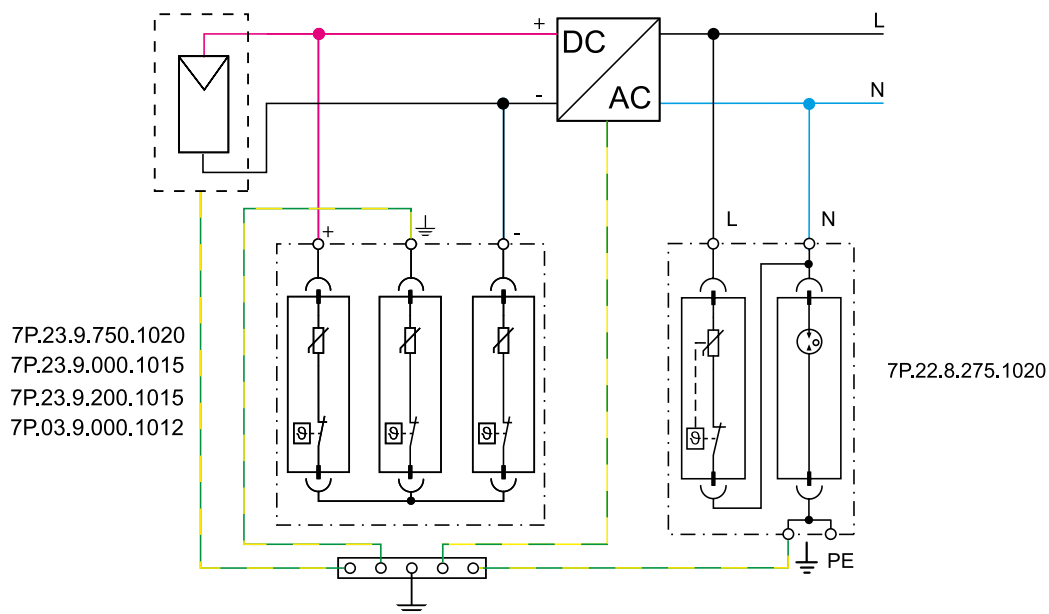 +
DC
L
-
AC
N
+
-
L
N
7P.23.9.750.1020
7P.23.9.000.1015
7P.23.9.200.1015
7P.03.9.000.1012
7P.22.8.275.1020
ϑ
ϑ
ϑ
ϑ
PE